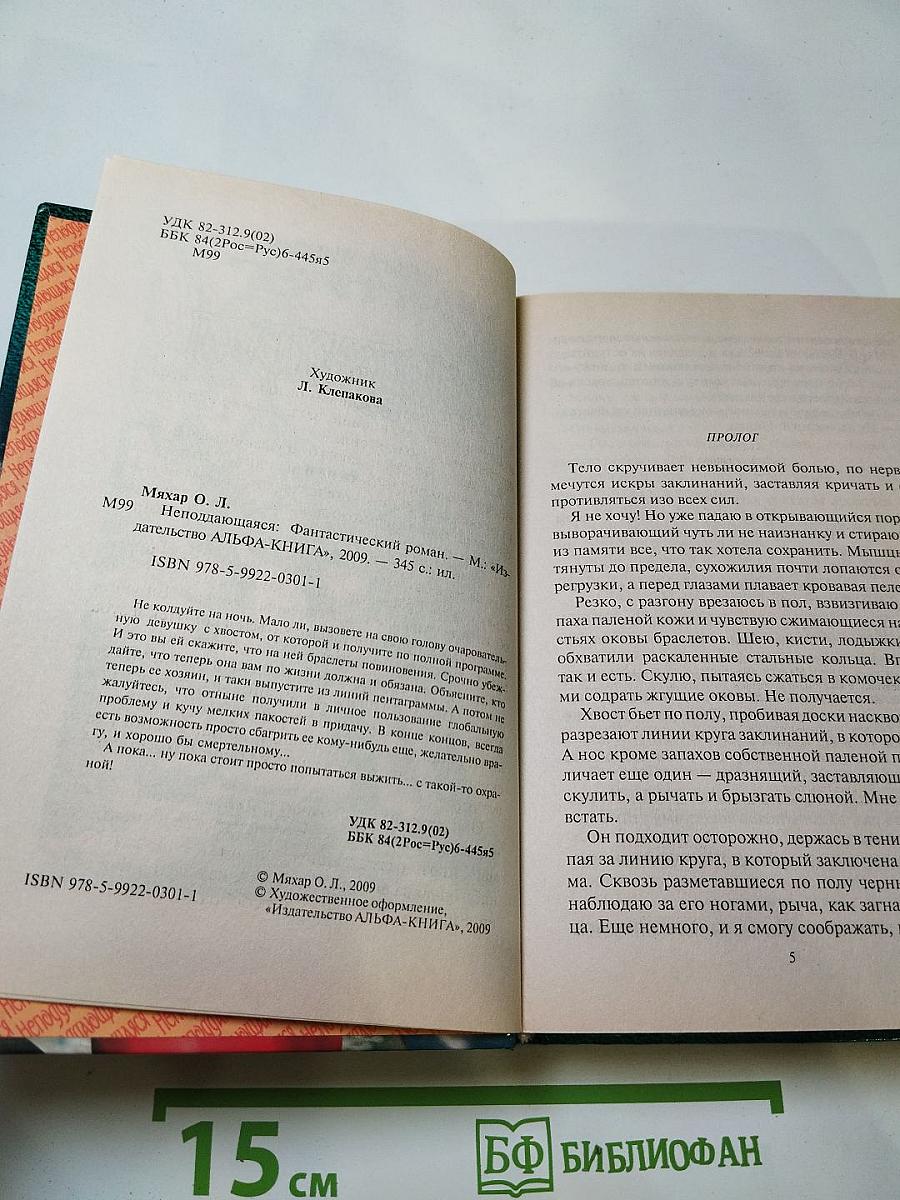 УДК 82-312.9(02)
ББК 84(2Рос=Рус)6-445я5
М99
Художник
Л. Клепакова
Мяхар О. Л.
М99 Неподдающаяся: Фантастический роман. — М.: «Из-
дательство АЛЬФА-КНИГА», 2009. — 345 с.: ил.
ISBN 978-5-9922-0301-1
Не колдуйте на ночь. Мало ли, вызовете на свою голову очарователь-
ную девушку с хвостом, от которой и получите по полной программе.
И это вы ей скажите, что на ней браслеты повиновения. Срочно убеж-
дайте, что теперь она вам по жизни должна и обязана. Объясните, кто
теперь ее хозяин, и таки выпустите из линий пентаграммы. А потом не
жалуйтесь, что отныне получили в личное пользование глобальную
проблему и кучу мелких пакостей в придачу. В конце концов, всегда
есть возможность просто сбагрить ее кому-нибудь еще, желательно вра-
гу, и хорошо бы смертельному...
А пока... ну пока стоит просто попытаться выжить... с такой-то охра-
ной!
УДК 82-312.9(02)
ББК 84(2Рос=Рус)6-445я5
© Мяхар О. Л., 2009
© Художественное оформление,
«Издательство АЛЬФА-КНИГА», 2009
ISBN 978-5-9922-0301-1
ПРОЛОГ
Тело скручивает невыносимой болью, по нерв
мечутся искры заклинаний, заставляя кричать и
противляться изо всех сил.
Я не хочу! Но уже падаю в открывающийся пор
выворачивающий чуть ли не наизнанку и стираю
из памяти все, что так хотела сохранить. Мышц
тянуты до предела, сухожилия почти лопаются
регрузки, а перед глазами плавает кровавая пеле
Резко, с разгону врезаюсь в пол, взвизгиваю
паха паленой кожи и чувствую сжимающиеся на
стьях оковы браслетов. Шею, кисти, лодыжки
обхватили раскаленные стальные кольца. Вп
так и есть. Скулю, пытаясь сжаться в комочек
ми содрать жгущие оковы. Не получается.
Хвост бьет по полу, пробивая доски насквоз
разрезают линии круга заклинаний, в которо
А нос кроме запахов собственной паленой п
личает еще один — дразнящий, заставляющ
скулить, а рычать и брызгать слюной. Мне
встать.
Он подходит осторожно, держась в тени
пая за линию круга, в который заключена
ма. Сквозь разметавшиеся по полу черны
наблюдаю за его ногами, рыча, как загна
ца. Еще немного, и я смогу соображать,
5
15 см
БФ БИБЛИОФАН